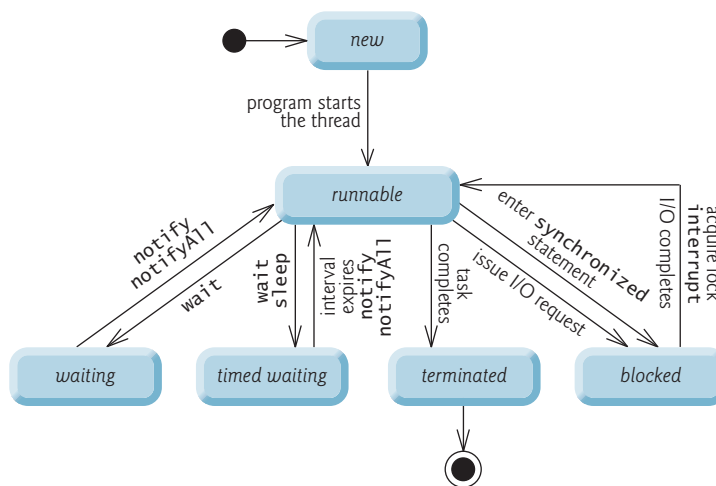 new
program starts
the thread
runnable
notify
notifyAll
wait
wait
sleep
interval
expires
notify
notifyAll
task
completes
enter synchronized
statement
issue I/O request
acquire lock
interrupt
I/O completes
waiting
timed waiting
terminated
blocked